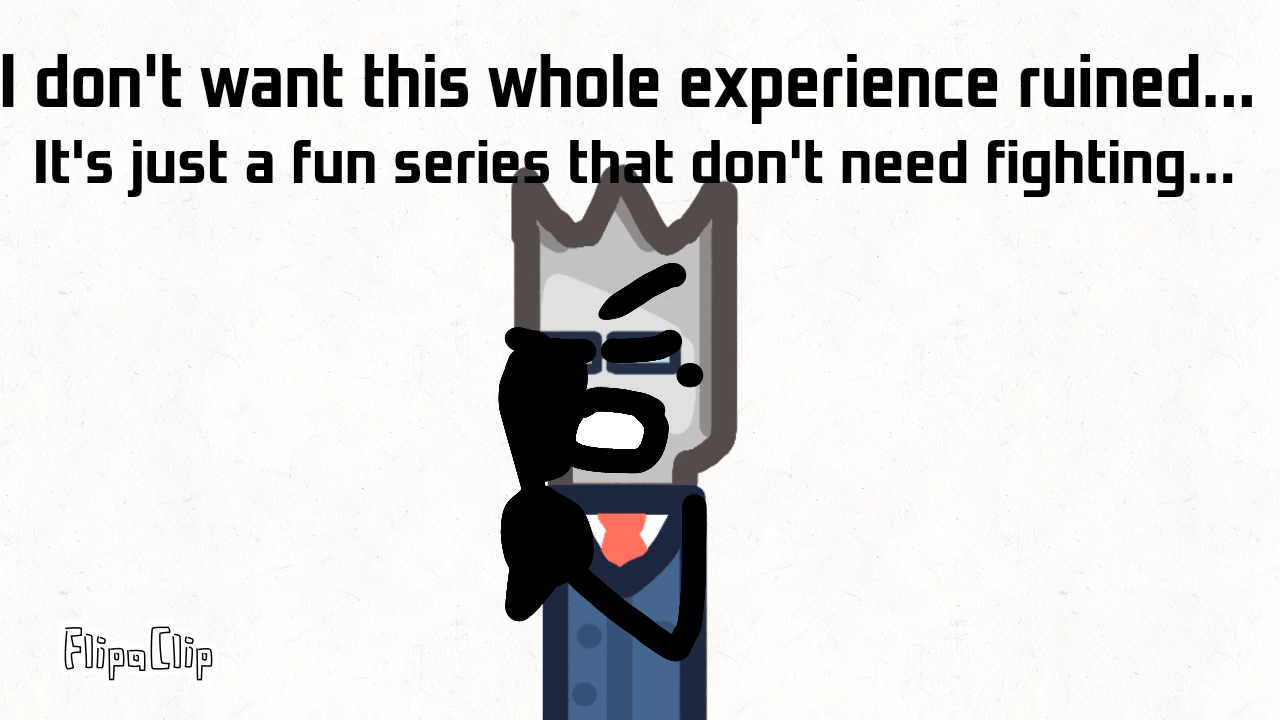 I don't want this whole experience ruined...
It's just a fun series that don't need fighting...
FlipaClip